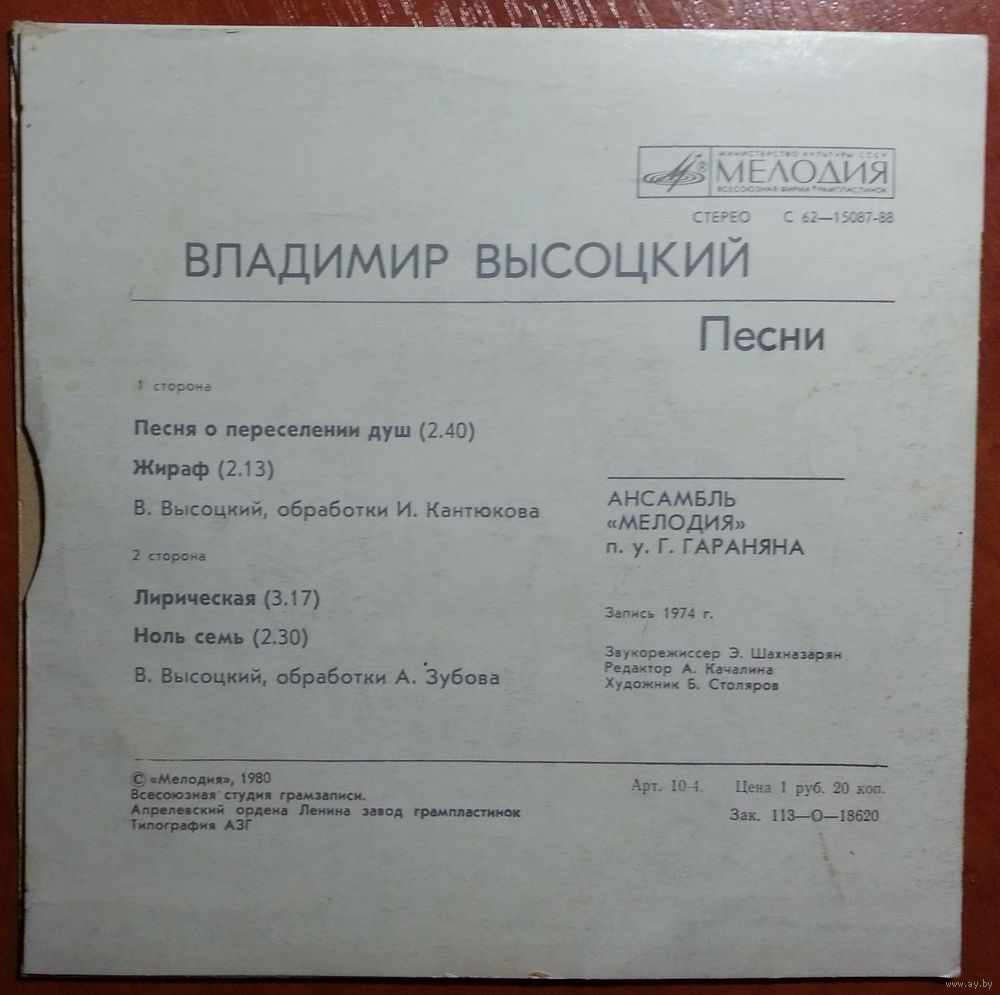 МИНИСТЕРСТВО КУЛЬТУРЫ СССР
МЕЛОДИЯ
ВСЕСОЮЗНАЯ ФИРМА ГРАМПЛАСТИНОК
СТЕРЕО С 62—15087-88
ВЛАДИМИР ВЫСОЦКИЙ
Песни
1 сторона
Песня о переселении душ (2.40)
Жираф (2.13)
В. Высоцкий, обработки И. Кантюкова
2 сторона
Лирическая (3.17)
Ноль семь (2.30)
В. Высоцкий, обработки А. Зубова
АНСАМБЛЬ
«МЕЛОДИЯ»
п. у. Г. ГАРАНЯНА
Запись 1974 г.
Звукорежиссер Э. Шахназарян
Редактор А. Качалина
Художник Б. Столяров
© «Мелодия», 1980
Всесоюзная студия грамзаписи.
Апрелевский ордена Ленина завод грампластинок
Типография АЗГ
Арт. 10-4. Цена 1 руб. 20 коп.
Зак. 113—О—18620
www.ay.by